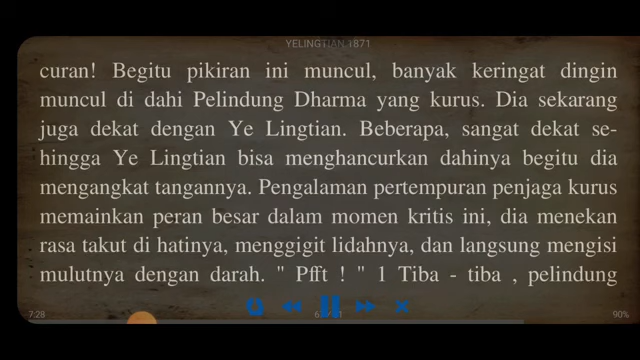 YELINGTIAN 1871
curan! Begitu pikiran ini muncul, banyak keringat dingin
muncul di dahi Pelindung Dharma yang kurus. Dia sekarang
juga dekat dengan Ye Lingtian. Beberapa, sangat dekat se-
hingga Ye Lingtian bisa menghancurkan dahinya begitu dia
mengangkat tangannya. Pengalaman pertempuran penjaga kurus
memainkan peran besar dalam momen kritis ini, dia menekan
rasa takut di hatinya, menggigit lidahnya, dan langsung mengisi
mulutnya dengan darah. " Pfft ! " 1 Tiba - tiba , pelindung
7:28
90%